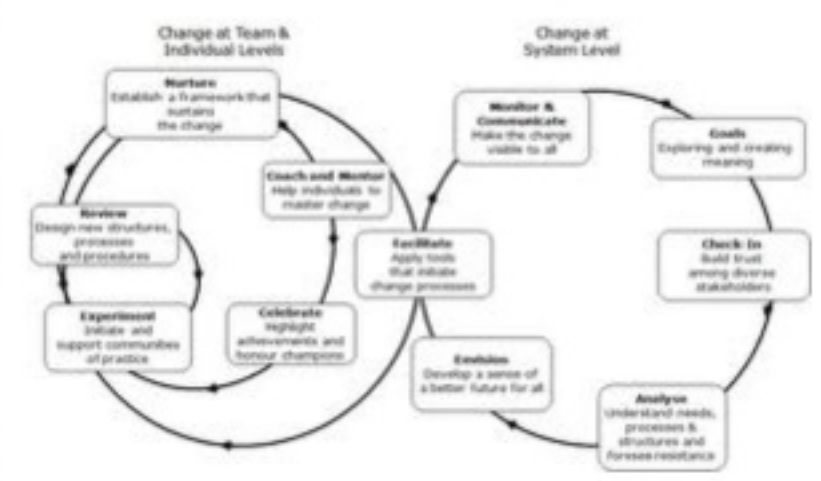 Change at Team &
Individual Levels
Change at
System Level
Nurture
Establish a framework that
sustains
the change
Monitor &
Communicate
Make the change
visible to all
Goals
Exploring and creating
meaning
Coach and Mentor
Help individuals to
master change
Review
Design new structures,
processes
and procedures
Facilitate
Apply tools
that initiate
change processes
Check In
Build trust
among diverse
stakeholders
Experiment
Initiate and
support communities
of practice
Celebrate
Highlight
achievements and
honour champions
Envision
Develop a sense of
a better future for all
Analyse
Understand needs,
processes &
structures and
foresee resistance